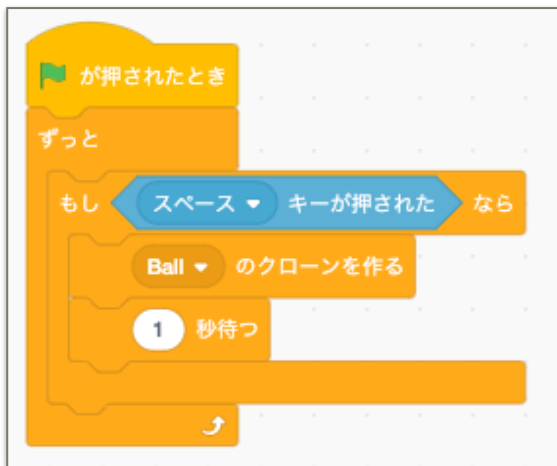 が押されたとき
ずっと
もし スペース キーが押された なら
Ball のクローンを作る
1 秒待つ